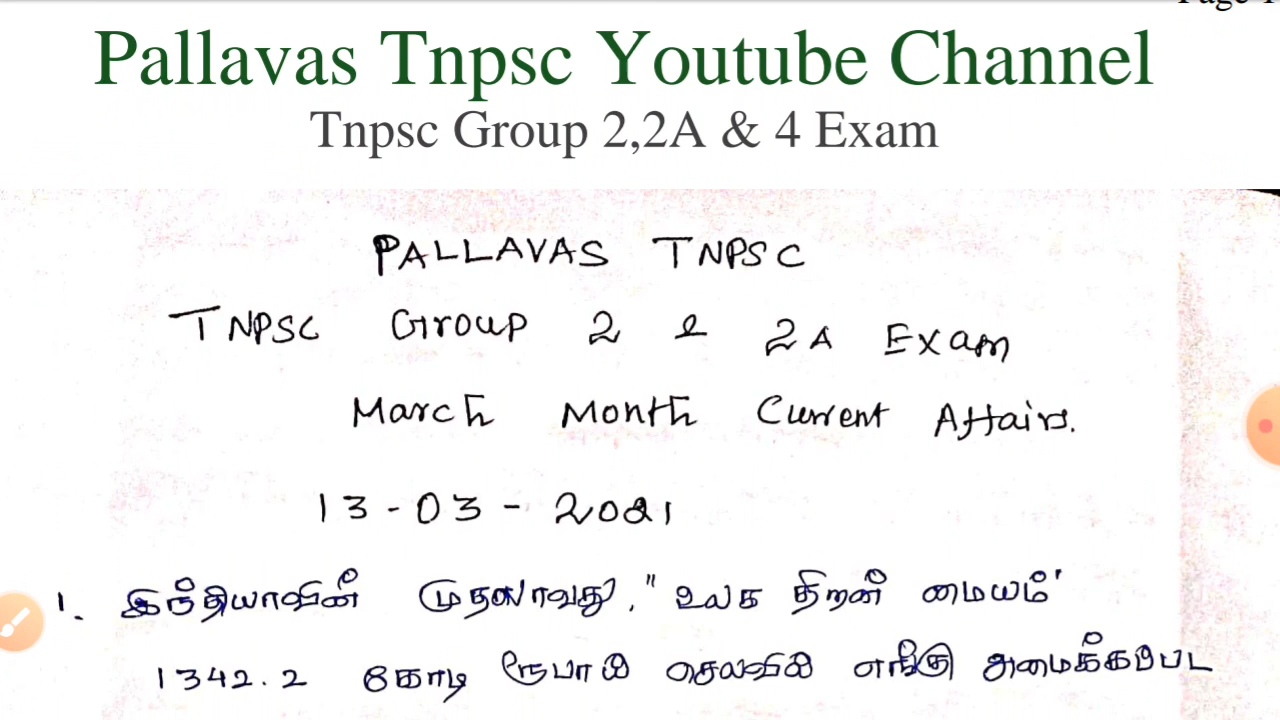 Page 1
Pallavas Tnpsc Youtube Channel
Tnpsc Group 2,2A & 4 Exam
PALLAVAS TNPSC
TNPSC Group 2 & 2A Exam
March Month Current Affairs.
13-03-2021
1. இந்தியாவின் முதலாவது, "உலக திறன் மையம்"
1342.2 கோடி ரூபாய் செலவில் எங்கு அமைக்கப்பட